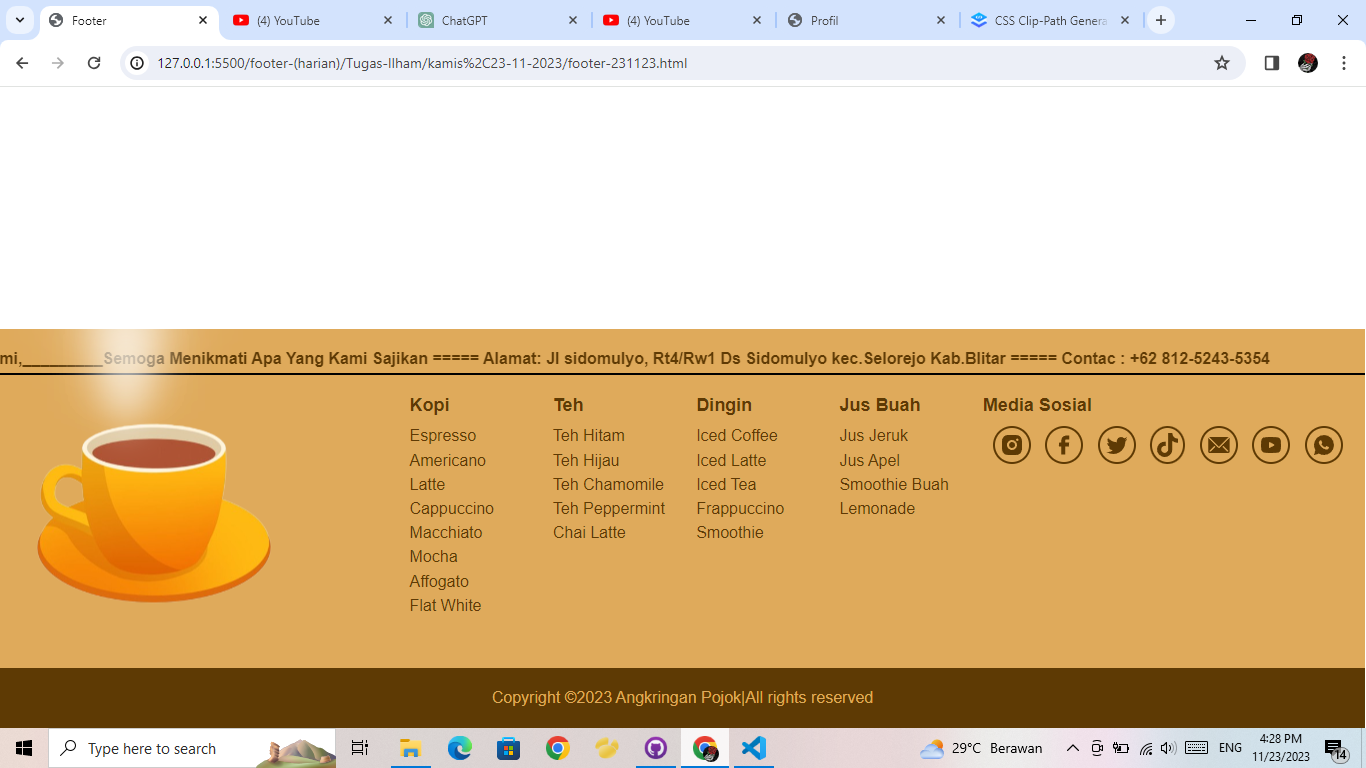 Footer
(4) YouTube
ChatGPT
(4) YouTube
Profil
CSS Clip-Path Genera
127.0.0.1:5500/footer-(harian)/Tugas-Ilham/kamis%2C23-11-2023/footer-231123.html
mi,_________Semoga Menikmati Apa Yang Kami Sajikan ===== Alamat: Jl sidomulyo, Rt4/Rw1 Ds Sidomulyo kec.Selorejo Kab.Blitar ===== Contac : +62 812-5243-5354
Kopi
Espresso
Americano
Latte
Cappuccino
Macchiato
Mocha
Affogato
Flat White
Teh
Teh Hitam
Teh Hijau
Teh Chamomile
Teh Peppermint
Chai Latte
Dingin
Iced Coffee
Iced Latte
Iced Tea
Frappuccino
Smoothie
Jus Buah
Jus Jeruk
Jus Apel
Smoothie Buah
Lemonade
Media Sosial
Copyright ©2023 Angkringan Pojok|All rights reserved
Type here to search
29°C Berawan
ENG
4:28 PM
11/23/2023
14